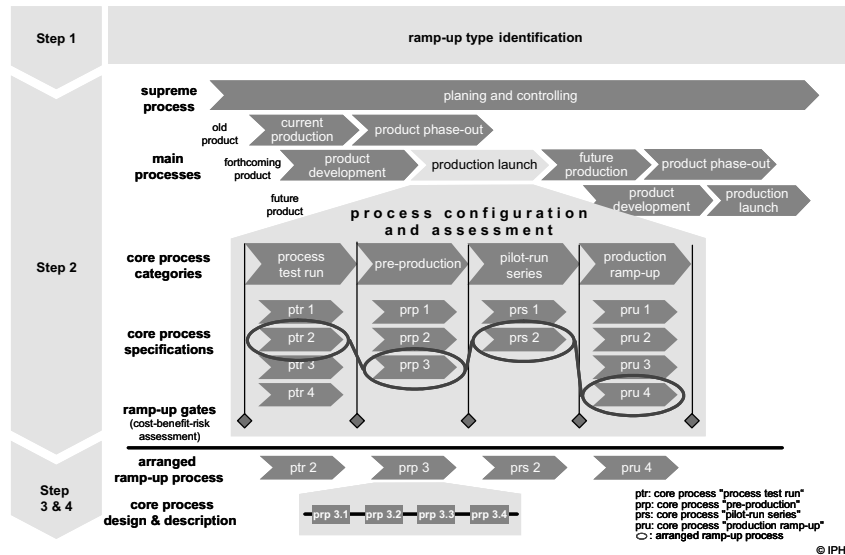 Step 1
ramp-up type identification
supreme
process
planing and controlling
old
product
current
production
product phase-out
main
processes
forthcoming
product
product
development
production launch
future
production
product phase-out
future
product
product
development
production
launch
process configuration
and assessment
Step 2
core process
categories
process
test run
pre-production
pilot-run
series
production
ramp-up
core process
specifications
ptr 1
prp 1
prs 1
pru 1
ptr 2
prp 2
prs 2
pru 2
ptr 3
prp 3
pru 3
ptr 4
pru 4
ramp-up gates
(cost-benefit-risk
assessment)
Step
3 & 4
arranged
ramp-up process
ptr 2
prp 3
prs 2
pru 4
core process
design & description
prp 3.1
prp 3.2
prp 3.3
prp 3.4
ptr: core process "process test run"
prp: core process "pre-production"
prs: core process "pilot-run series"
pru: core process "production ramp-up"
: arranged ramp-up process
© IPH